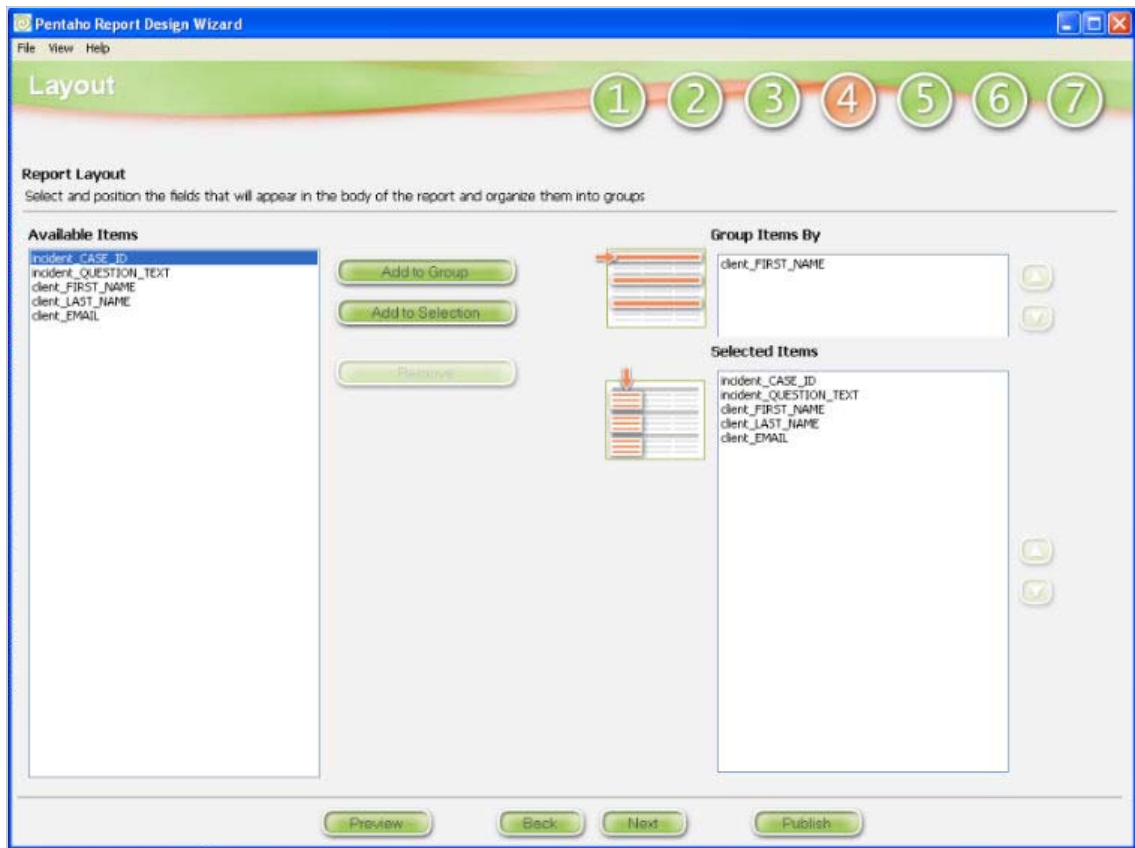 Pentaho Report Design Wizard
File View Help
Layout
1 2 3 4 5 6 7
Report Layout
Select and position the fields that will appear in the body of the report and organize them into groups
Available Items
incident_CASE_ID
incident_QUESTION_TEXT
client_FIRST_NAME
client_LAST_NAME
client_EMAIL
Add to Group
Add to Selection
Remove
Group Items By
client_FIRST_NAME
Selected Items
incident_CASE_ID
incident_QUESTION_TEXT
client_FIRST_NAME
client_LAST_NAME
client_EMAIL
Preview Back Next Publish